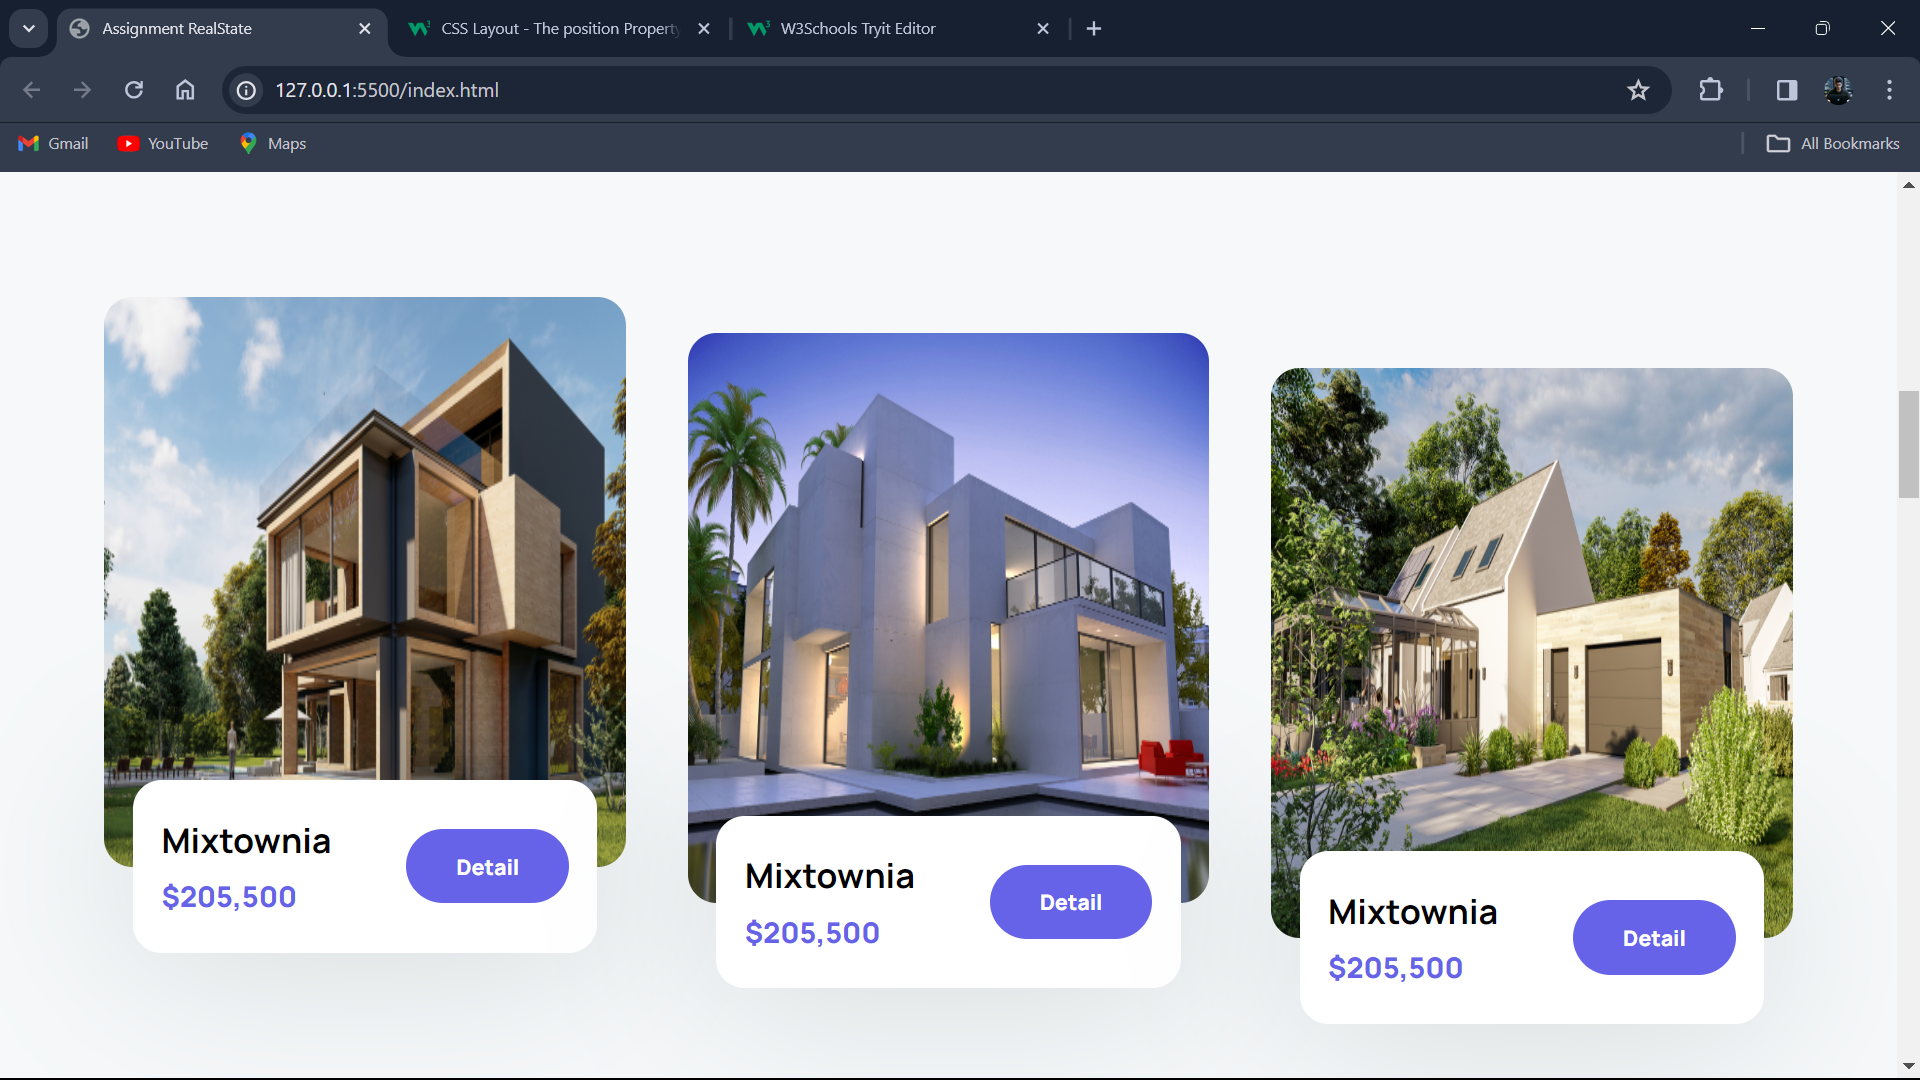 Assignment RealState
CSS Layout - The position Property
W3Schools Tryit Editor
127.0.0.1:5500/index.html
Gmail
YouTube
Maps
All Bookmarks
Mixtownia
$205,500
Detail
Mixtownia
$205,500
Detail
Mixtownia
$205,500
Detail